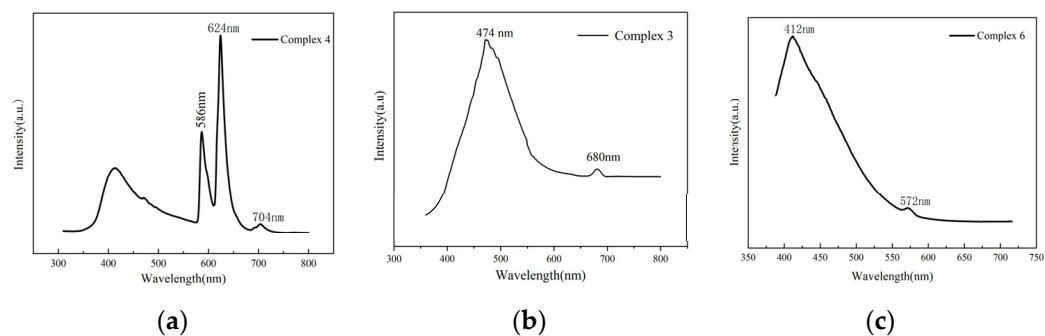 624nm
Complex 4
586nm
704nm
Intensity(a.u.)
300 400 500 600 700 800
Wavelength(nm)
(a)
474 nm
Complex 3
680nm
Intensity(a.u)
300 400 500 600 700 800
Wavelength(nm)
(b)
412nm
Complex 6
572nm
Intensity(a.u.)
350 400 450 500 550 600 650 700 750
Wavelength(nm)
(c)